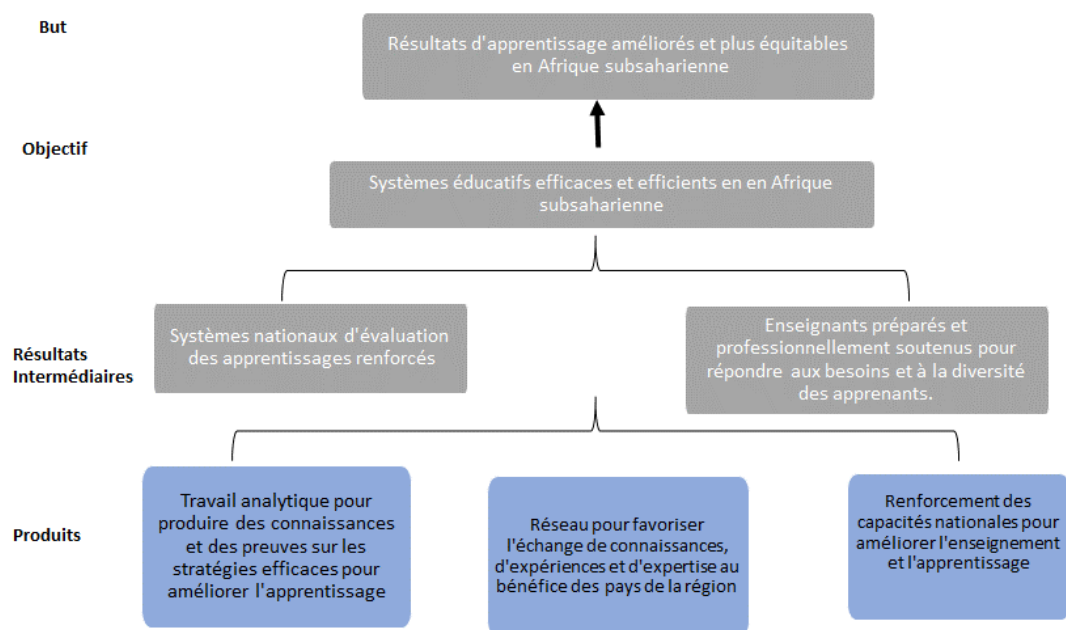 But
Résultats d'apprentissage améliorés et plus équitables
en Afrique subsaharienne
Objectif
Systèmes éducatifs efficaces et efficients en en Afrique
subsaharienne
Résultats
Intermédiaires
Systèmes nationaux d'évaluation
des apprentissages renforcés
Enseignants préparés et
professionnellement soutenus pour
répondre aux besoins et à la diversité
des apprenants.
Produits
Travail analytique pour
produire des connaissances
et des preuves sur les
stratégies efficaces pour
améliorer l'apprentissage
Réseau pour favoriser
l'échange de connaissances,
d'expériences et d'expertise au
bénéfice des pays de la région
Renforcement des
capacités nationales pour
améliorer l'enseignement
et l'apprentissage